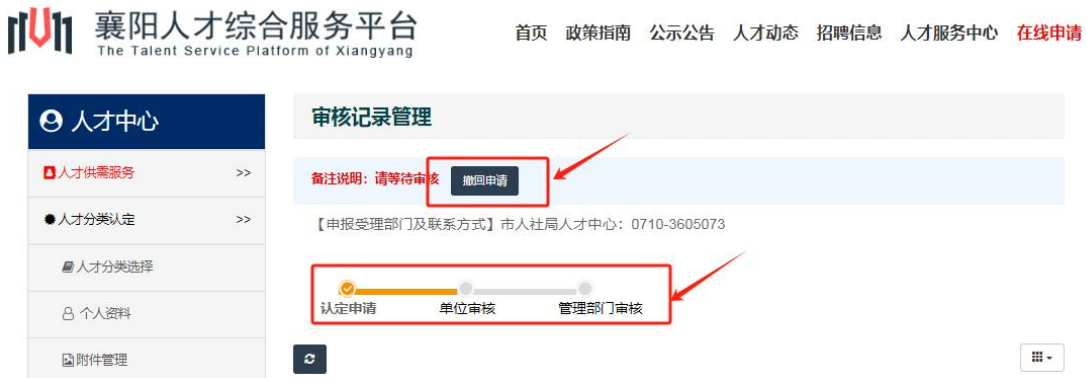 襄阳人才综合服务平台
The Talent Service Platform of Xiangyang
首页 政策指南 公示公告 人才动态 招聘信息 人才服务中心 在线申请
人才中心
审核记录管理
人才供需服务 >>
备注说明：请等待审核 撤回申请
人才分类认定 >>
【申报受理部门及联系方式】市人社局人才中心：0710-3605073
人才分类选择
认定申请 单位审核 管理部门审核
个人资料
附件管理